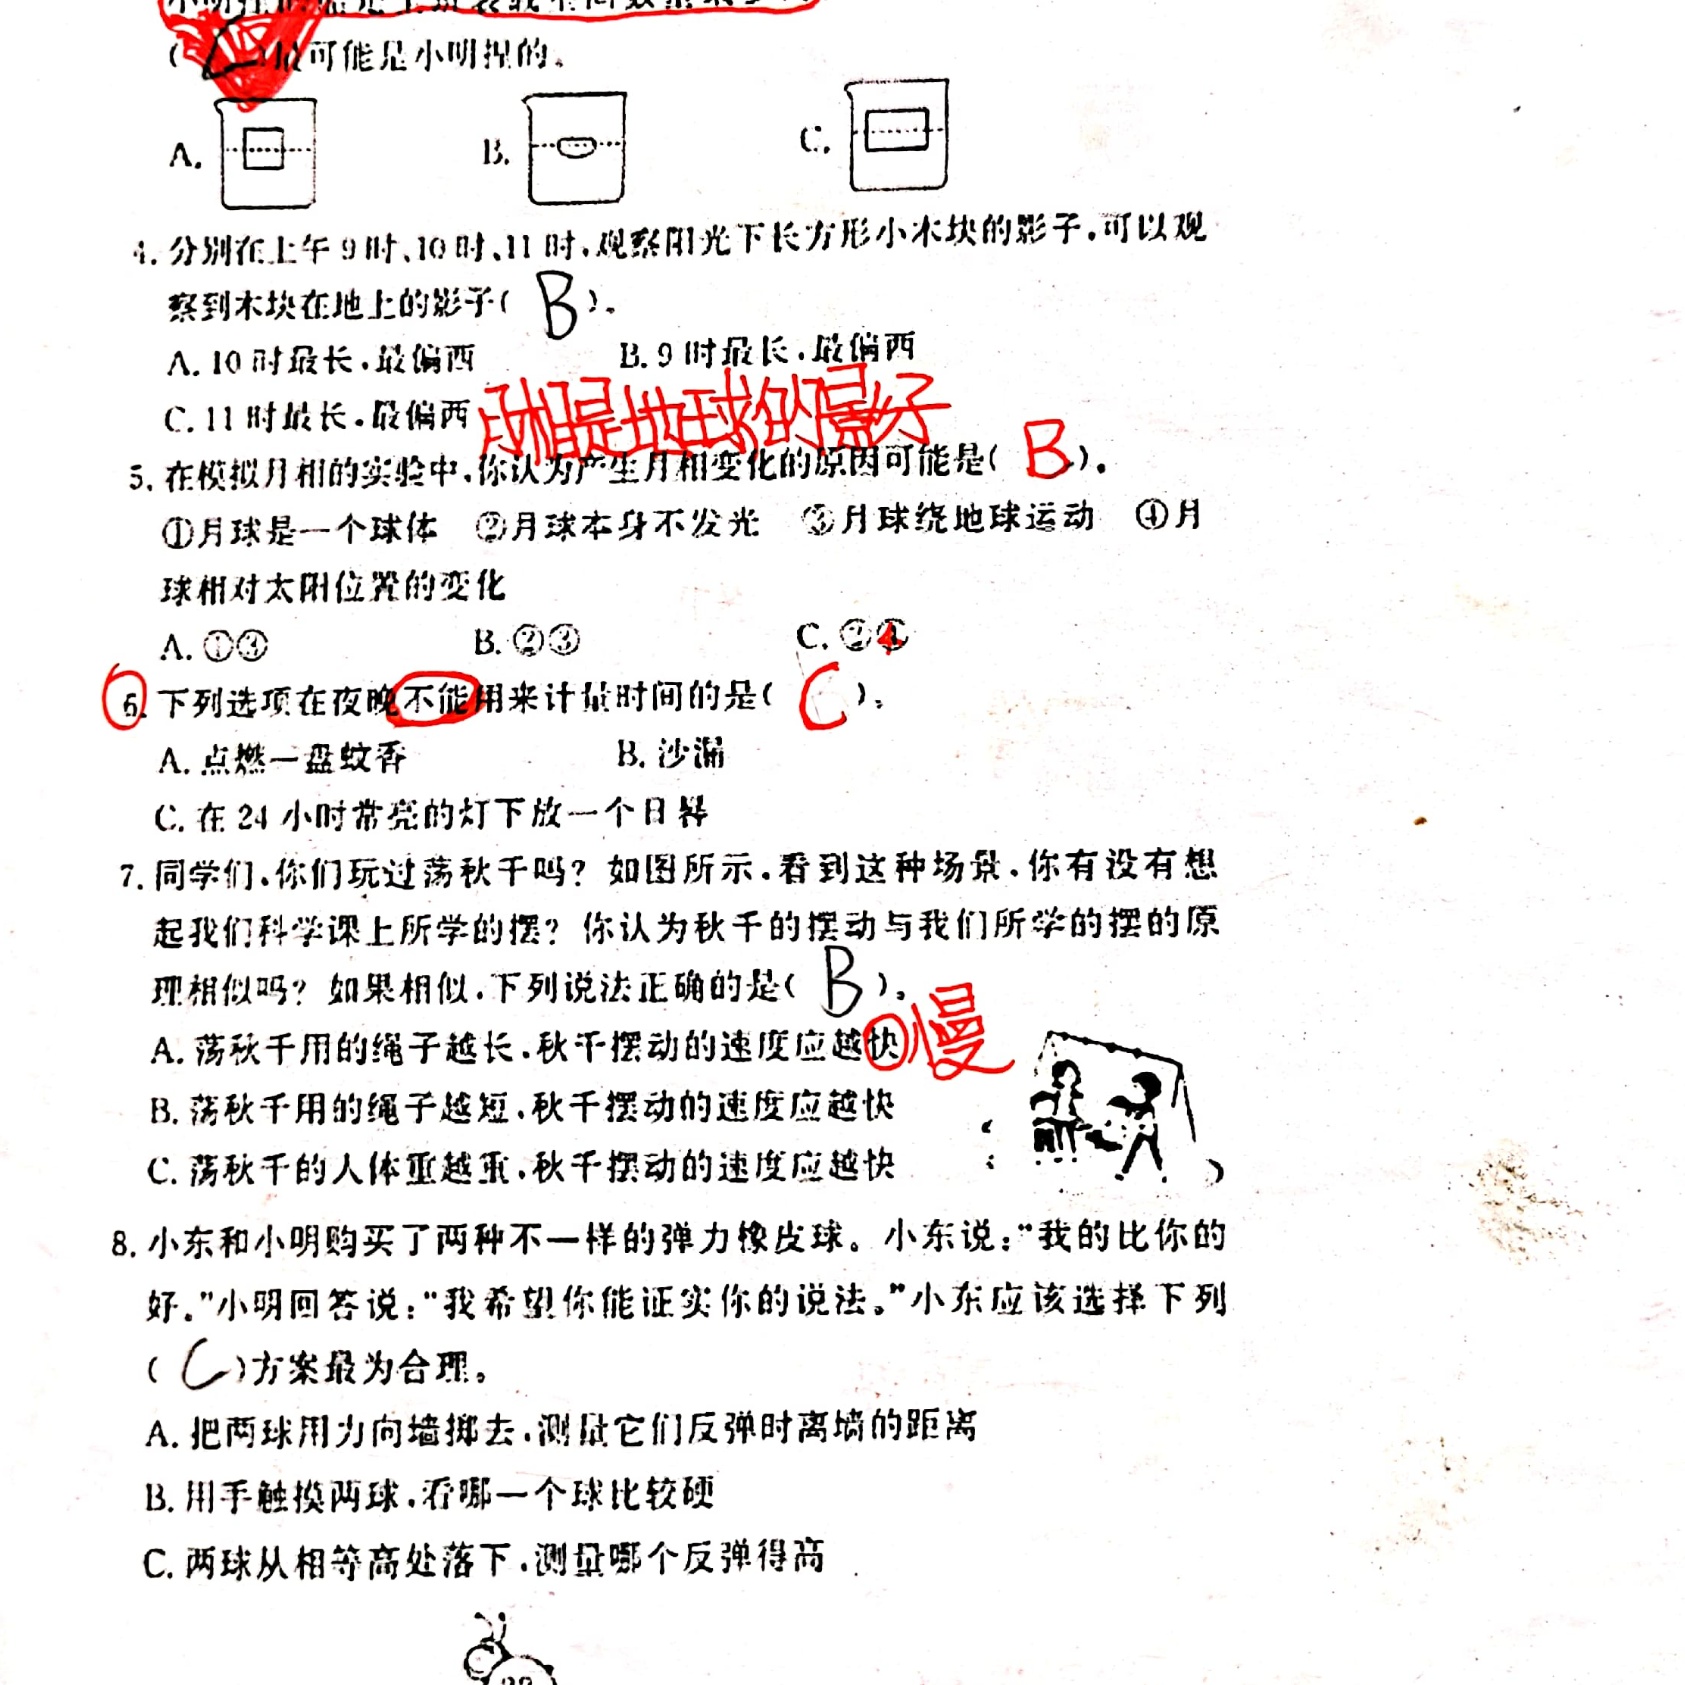 最可能是小明捏的。
A. B. C.
4. 分别在上午9时、10时、11时,观察阳光下长方形小木块的影子,可以观
察到木块在地上的影子( B )。
A. 10时最长,最偏西 B. 9时最长,最偏西
C. 11时最长,最偏西
月相是地球的影子
5. 在模拟月相的实验中,你认为产生月相变化的原因可能是( B )。
①月球是一个球体 ②月球本身不发光 ③月球绕地球运动 ④月
球相对太阳位置的变化
A. ①③ B. ②③ C. ②④
6. 下列选项在夜晚不能用来计量时间的是( C )。
A. 点燃一盘蚊香 B. 沙漏
C. 在24小时常亮的灯下放一个日晷
7. 同学们,你们玩过荡秋千吗? 如图所示,看到这种场景,你有没有想
起我们科学课上所学的摆? 你认为秋千的摆动与我们所学的摆的原
理相似吗? 如果相似,下列说法正确的是( B )。
A. 荡秋千用的绳子越长,秋千摆动的速度应越快 慢
B. 荡秋千用的绳子越短,秋千摆动的速度应越快
C. 荡秋千的人体重越重,秋千摆动的速度应越快
8. 小东和小明购买了两种不一样的弹力橡皮球。小东说:“我的比你的
好。”小明回答说:“我希望你能证实你的说法。”小东应该选择下列
( C )方案最为合理。
A. 把两球用力向墙掷去,测量它们反弹时离墙的距离
B. 用手触摸两球,看哪一个球比较硬
C. 两球从相等高处落下,测量哪个反弹得高